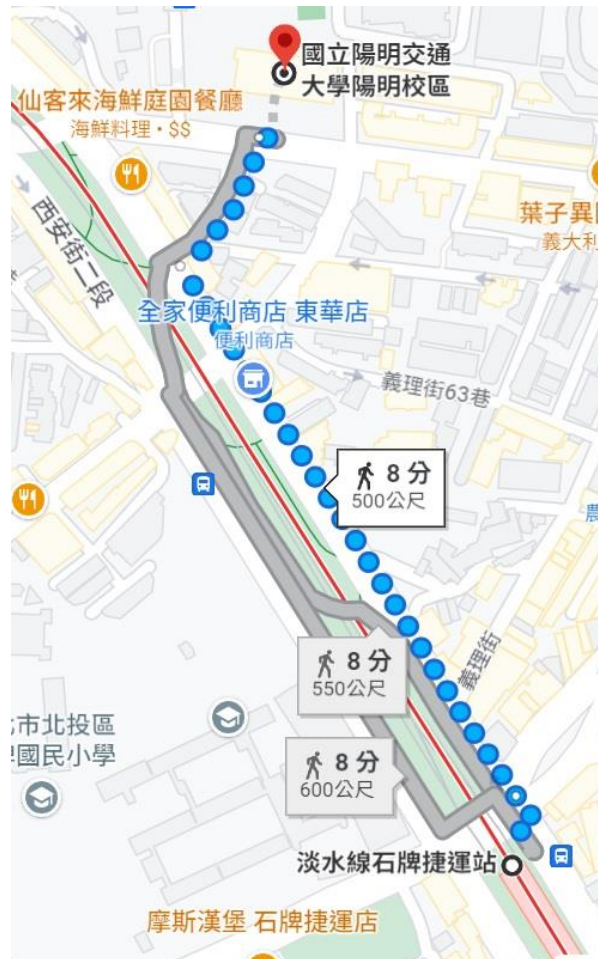 國立陽明交通
大學陽明校區
仙客來海鮮庭園餐廳
海鮮料理・$$
西安街二段
葉子異
義大利
全家便利商店 東華店
便利商店
義理街63巷
8 分
500公尺
農
義理街
8 分
550公尺
8 分
600公尺
市北投區
國民小學
淡水線石牌捷運站
摩斯漢堡 石牌捷運店